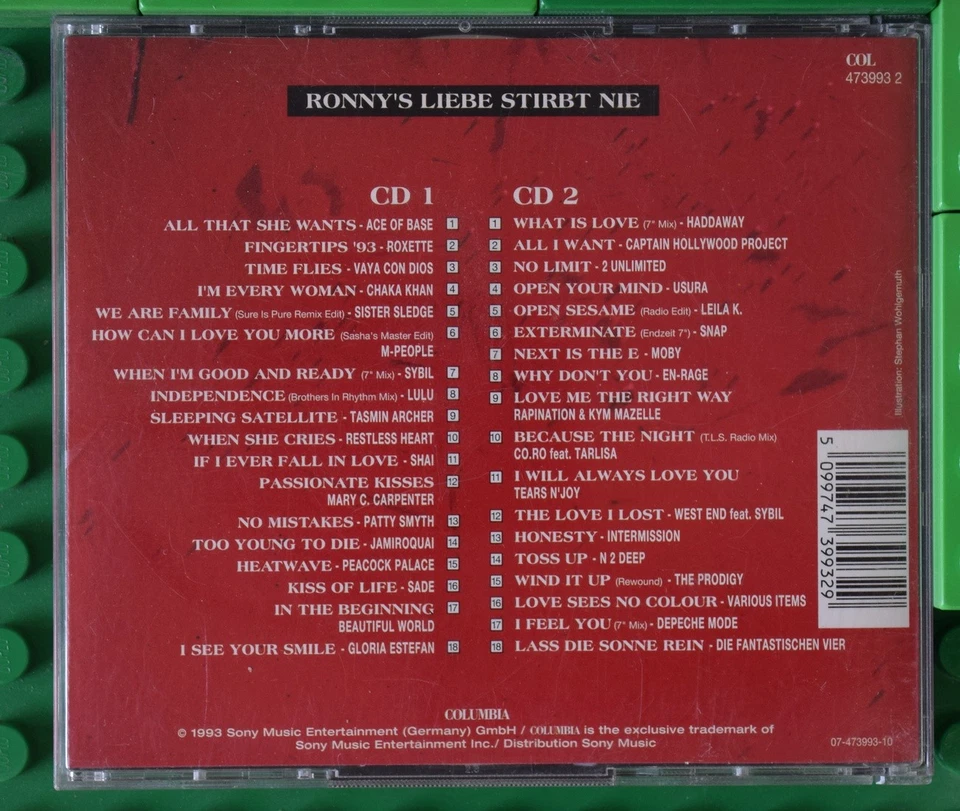 COL
473993 2
RONNY'S LIEBE STIRBT NIE
CD 1
ALL THAT SHE WANTS - ACE OF BASE 1
FINGERTIPS '93 - ROXETTE 2
TIME FLIES - VAYA CON DIOS 3
I'M EVERY WOMAN - CHAKA KHAN 4
WE ARE FAMILY (Sure Is Pure Remix Edit) - SISTER SLEDGE 5
HOW CAN I LOVE YOU MORE (Sasha's Master Edit) 6
M-PEOPLE
WHEN I'M GOOD AND READY (7" Mix) - SYBIL 7
INDEPENDENCE (Brothers In Rhythm Mix) - LULU 8
SLEEPING SATELLITE - TASMIN ARCHER 9
WHEN SHE CRIES - RESTLESS HEART 10
IF I EVER FALL IN LOVE - SHAI 11
PASSIONATE KISSES 12
MARY C. CARPENTER
NO MISTAKES - PATTY SMYTH 13
TOO YOUNG TO DIE - JAMIROQUAI 14
HEATWAVE - PEACOCK PALACE 15
KISS OF LIFE - SADE 16
IN THE BEGINNING 17
BEAUTIFUL WORLD
I SEE YOUR SMILE - GLORIA ESTEFAN 18
CD 2
1 WHAT IS LOVE (7" Mix) - HADDAWAY
2 ALL I WANT - CAPTAIN HOLLYWOOD PROJECT
3 NO LIMIT - 2 UNLIMITED
4 OPEN YOUR MIND - USURA
5 OPEN SESAME (Radio Edit) - LEILA K.
6 EXTERMINATE (Endzeit 7") - SNAP
7 NEXT IS THE E - MOBY
8 WHY DON'T YOU - EN-RAGE
9 LOVE ME THE RIGHT WAY
RAPINATION & KYM MAZELLE
10 BECAUSE THE NIGHT (T.L.S. Radio Mix)
CO.RO feat. TARLISA
11 I WILL ALWAYS LOVE YOU
TEARS N'JOY
12 THE LOVE I LOST - WEST END feat. SYBIL
13 HONESTY - INTERMISSION
14 TOSS UP - N 2 DEEP
15 WIND IT UP (Rewound) - THE PRODIGY
16 LOVE SEES NO COLOUR - VARIOUS ITEMS
17 I FEEL YOU (7" Mix) - DEPECHE MODE
18 LASS DIE SONNE REIN - DIE FANTASTISCHEN VIER
Illustration: Stephan Wohlgemuth
5 099747 399329
COLUMBIA
© 1993 Sony Music Entertainment (Germany) GmbH / COLUMBIA is the exclusive trademark of
Sony Music Entertainment Inc./ Distribution Sony Music
07-473993-10